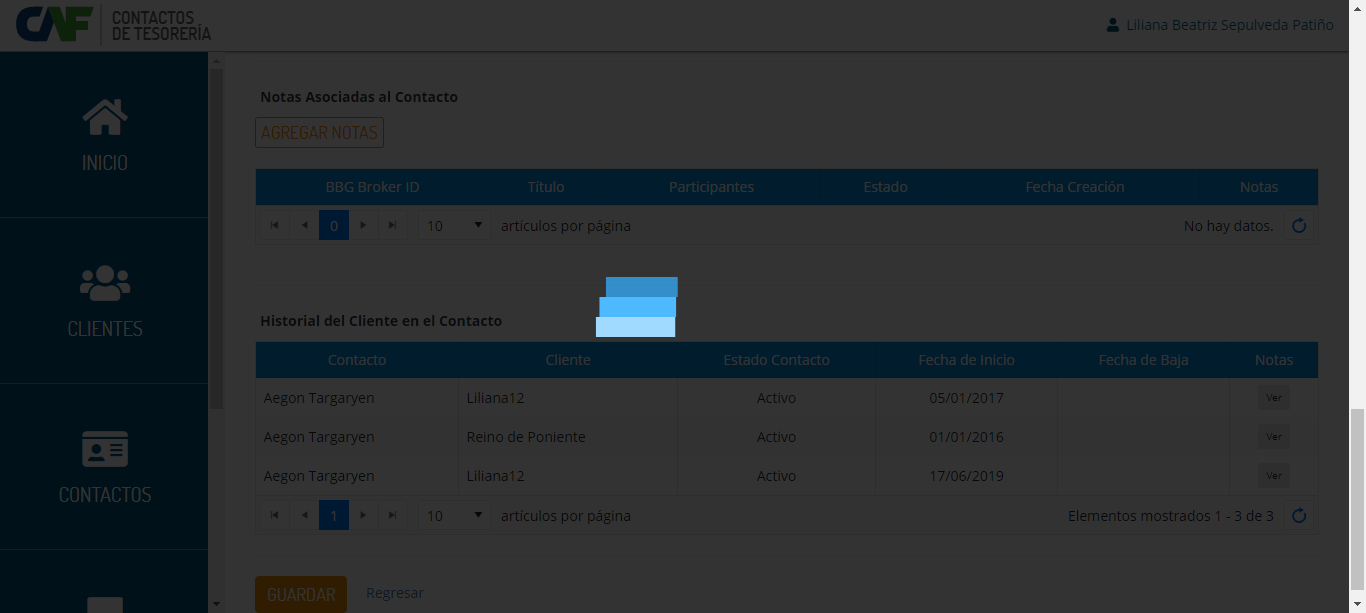 CAF
CONTACTOS
DE TESORERÍA
Liliana Beatriz Sepulveda Patiño
INICIO
CLIENTES
CONTACTOS
Notas Asociadas al Contacto
AGREGAR NOTAS
BBG Broker ID Título Participantes Estado Fecha Creación Notas
0 10 artículos por página No hay datos.
Historial del Cliente en el Contacto
Contacto Cliente Estado Contacto Fecha de Inicio Fecha de Baja Notas
Aegon Targaryen Liliana12 Activo 05/01/2017 Ver
Aegon Targaryen Reino de Poniente Activo 01/01/2016 Ver
Aegon Targaryen Liliana12 Activo 17/06/2019 Ver
1 10 artículos por página Elementos mostrados 1 - 3 de 3
GUARDAR Regresar